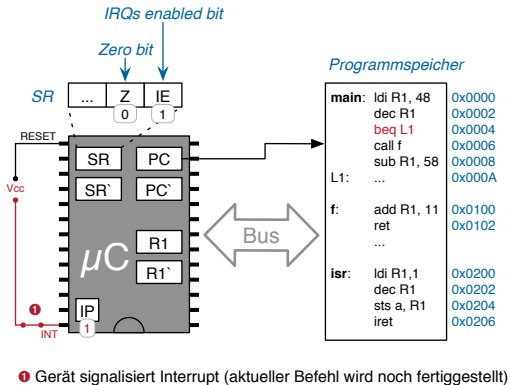 IRQs enabled bit
Zero bit
SR ... Z IE
0 1
RESET
Vcc
❶
INT
SR PC
SR` PC`
R1
µC R1`
IP
1
Bus
Programmspeicher
main: ldi R1, 48 0x0000
dec R1 0x0002
beq L1 0x0004
call f 0x0006
sub R1, 58 0x0008
L1: ... 0x000A
f: add R1, 11 0x0100
ret 0x0102
...
isr: ldi R1,1 0x0200
dec R1 0x0202
sts a, R1 0x0204
iret 0x0206
❶ Gerät signalisiert Interrupt (aktueller Befehl wird noch fertiggestellt)